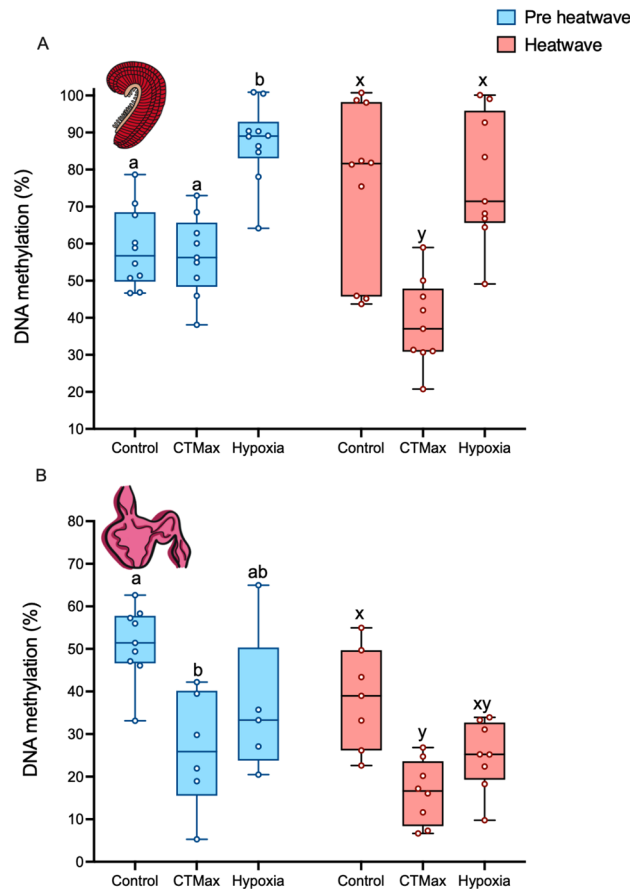 Pre heatwave
Heatwave
A
DNA methylation (%)
100
90
80
70
60
50
40
30
20
10
a
a
b
x
y
x
Control
CTMax
Hypoxia
Control
CTMax
Hypoxia
B
DNA methylation (%)
80
70
60
50
40
30
20
10
0
a
b
ab
x
y
xy
Control
CTMax
Hypoxia
Control
CTMax
Hypoxia